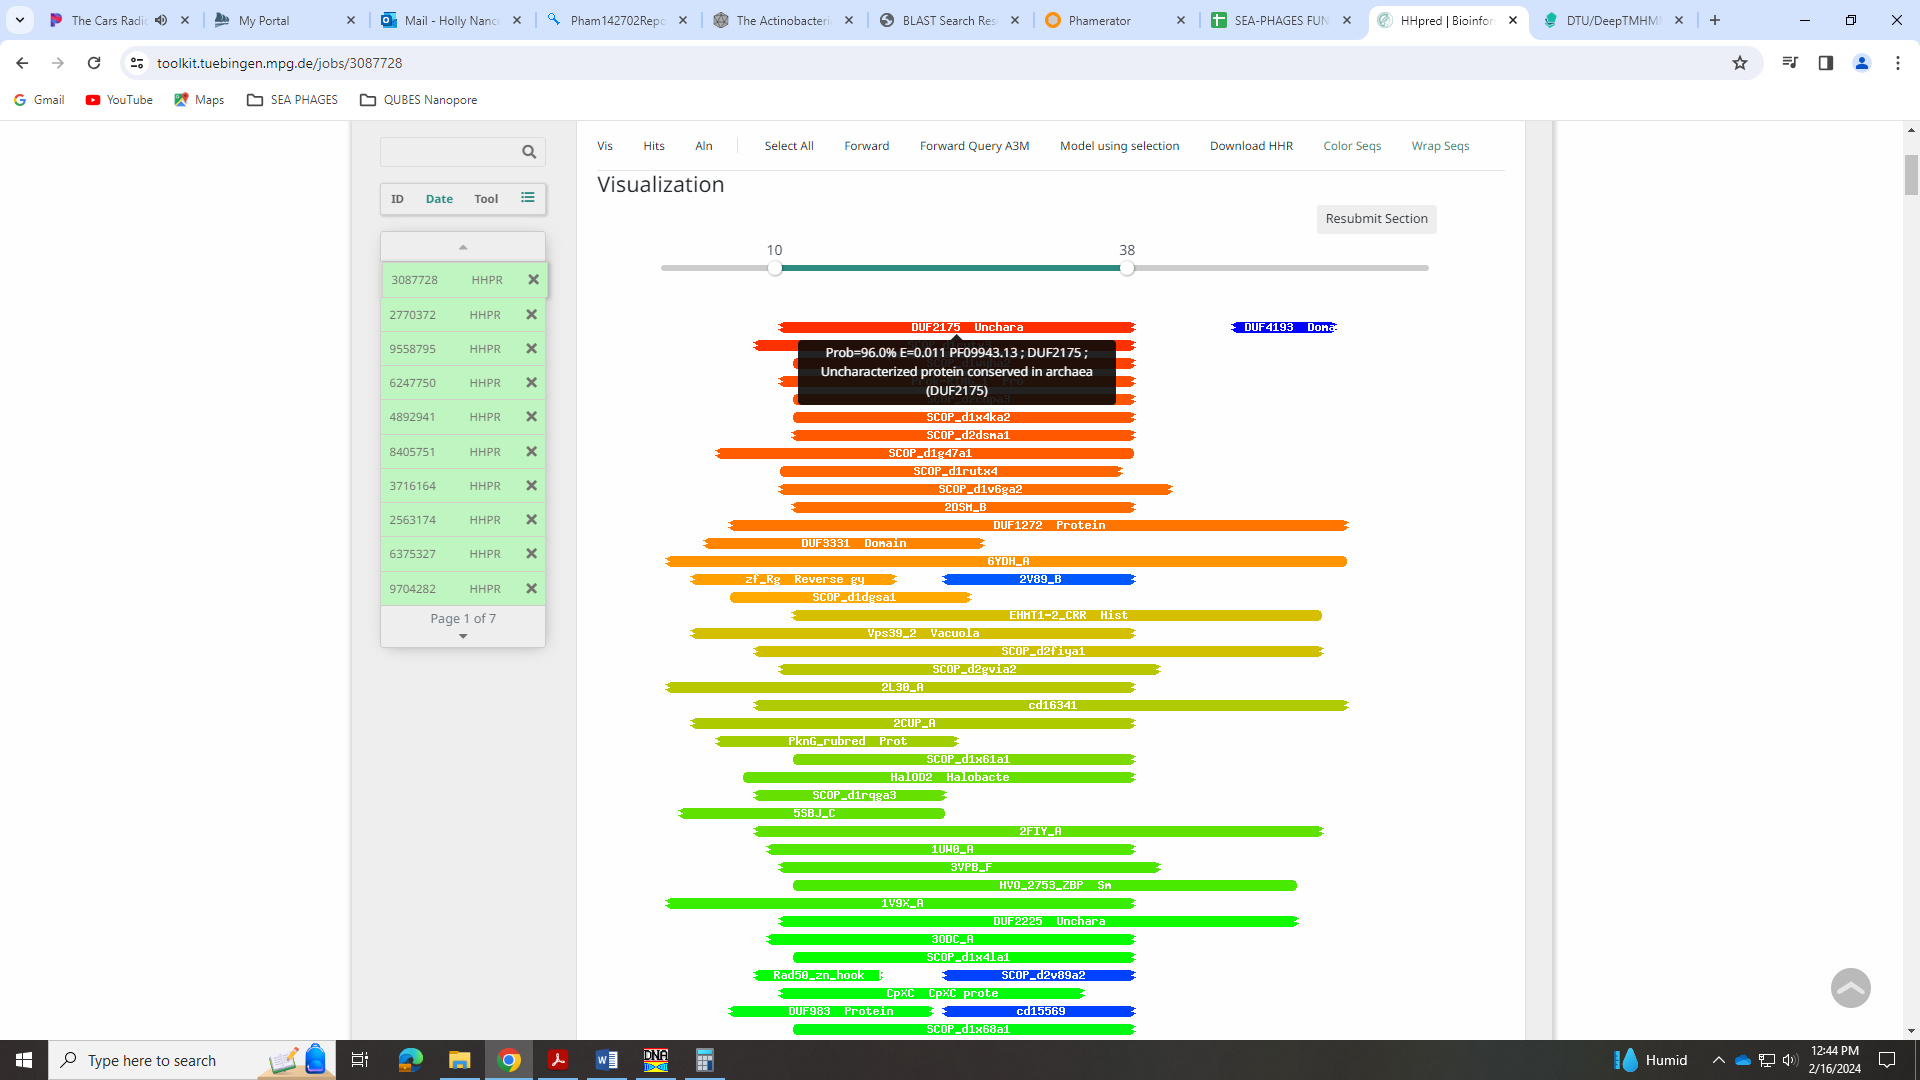 The Cars Radio
My Portal
Mail - Holly Nance
Pham142702Repo
The Actinobacteri
BLAST Search Res
Phamerator
SEA-PHAGES FUN
HHpred | Bioinfor
DTU/DeepTMHMM
toolkit.tuebingen.mpg.de/jobs/3087728
Gmail
YouTube
Maps
SEA PHAGES
QUBES Nanopore
Vis Hits Aln Select All Forward Forward Query A3M Model using selection Download HHR Color Seqs Wrap Seqs
Visualization
Resubmit Section
ID Date Tool
3087728 HHPR
2770372 HHPR
9558795 HHPR
6247750 HHPR
4892941 HHPR
8405751 HHPR
3716164 HHPR
2563174 HHPR
6375327 HHPR
9704282 HHPR
Page 1 of 7
10 38
DUF2175 Unchara DUF4193 Doma
Prob=96.0% E=0.011 PF09943.13 ; DUF2175 ;
Uncharacterized protein conserved in archaea
(DUF2175)
SCOP_d1x4ka2
SCOP_d2dsma1
SCOP_d1g47a1
SCOP_d1rutx4
SCOP_d1v6ga2
2DSM_B
DUF1272 Protein
DUF3331 Domain
6YDH_A
zf_Rg Reverse gy 2V89_B
SCOP_d1dgsa1
EHMT1-2_CRR Hist
Vps39_2 Vacuola
SCOP_d2fiya1
SCOP_d2gvia2
2L30_A
cd16341
2CUP_A
PknG_rubred Prot
SCOP_d1x61a1
HalOD2 Halobacte
SCOP_d1rqga3
5SBJ_C
2FIY_A
1UW0_A
3VPB_F
HVO_2753_ZBP Sm
1V9X_A
DUF2225 Unchara
3ODC_A
SCOP_d1x4la1
Rad50_zn_hook SCOP_d2v89a2
CpXC CpXC prote
DUF983 Protein cd15569
SCOP_d1x68a1
Type here to search
Humid
12:44 PM
2/16/2024